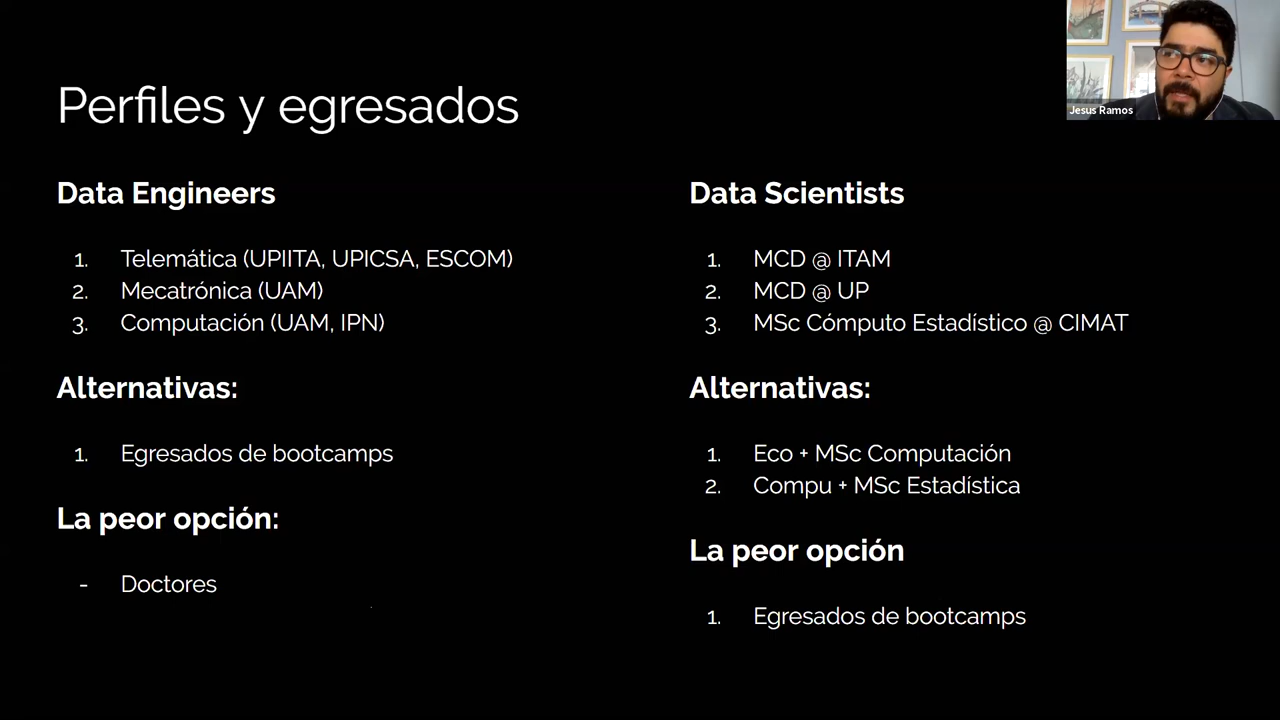 Perfiles y egresados
Jesus Ramos
Data Engineers
1. Telemática (UPIITA, UPICSA, ESCOM)
2. Mecatrónica (UAM)
3. Computación (UAM, IPN)
Alternativas:
1. Egresados de bootcamps
La peor opción:
- Doctores
Data Scientists
1. MCD @ ITAM
2. MCD @ UP
3. MSc Cómputo Estadístico @ CIMAT
Alternativas:
1. Eco + MSc Computación
2. Compu + MSc Estadística
La peor opción
1. Egresados de bootcamps